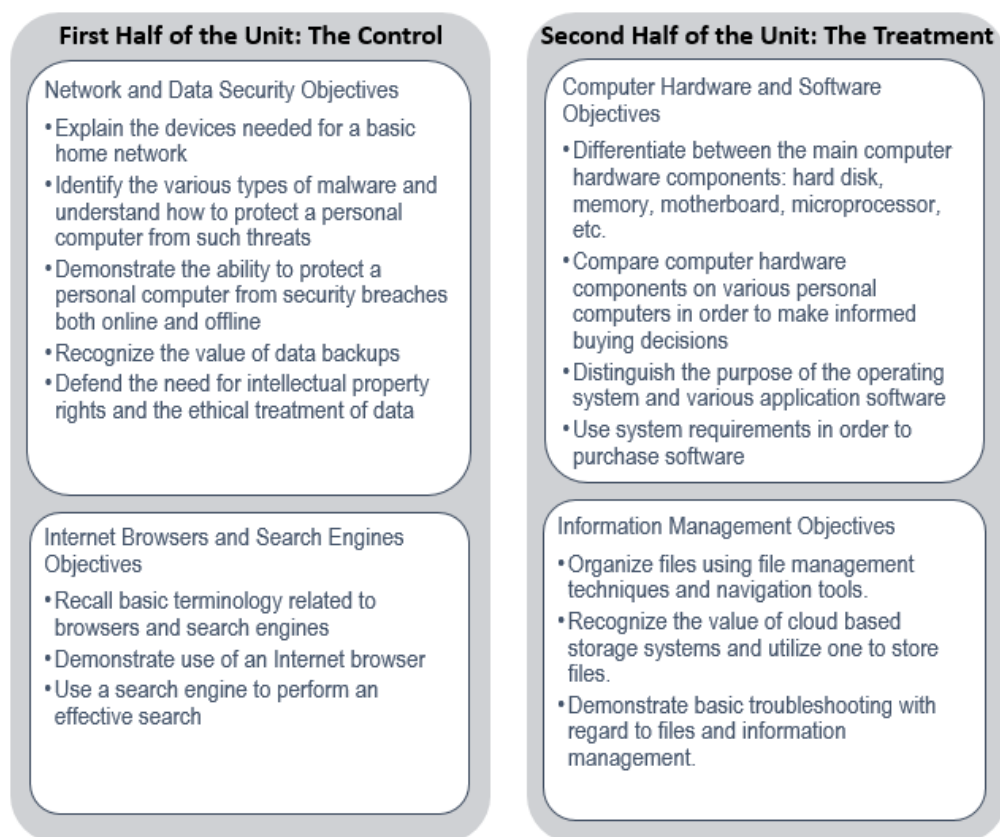 First Half of the Unit: The Control
Network and Data Security Objectives
•Explain the devices needed for a basic
home network
•Identify the various types of malware and
understand how to protect a personal
computer from such threats
•Demonstrate the ability to protect a
personal computer from security breaches
both online and offline
•Recognize the value of data backups
•Defend the need for intellectual property
rights and the ethical treatment of data
Internet Browsers and Search Engines
Objectives
•Recall basic terminology related to
browsers and search engines
•Demonstrate use of an Internet browser
•Use a search engine to perform an
effective search
Second Half of the Unit: The Treatment
Computer Hardware and Software
Objectives
•Differentiate between the main computer
hardware components: hard disk,
memory, motherboard, microprocessor,
etc.
•Compare computer hardware
components on various personal
computers in order to make informed
buying decisions
•Distinguish the purpose of the operating
system and various application software
•Use system requirements in order to
purchase software
Information Management Objectives
•Organize files using file management
techniques and navigation tools.
•Recognize the value of cloud based
storage systems and utilize one to store
files.
•Demonstrate basic troubleshooting with
regard to files and information
management.